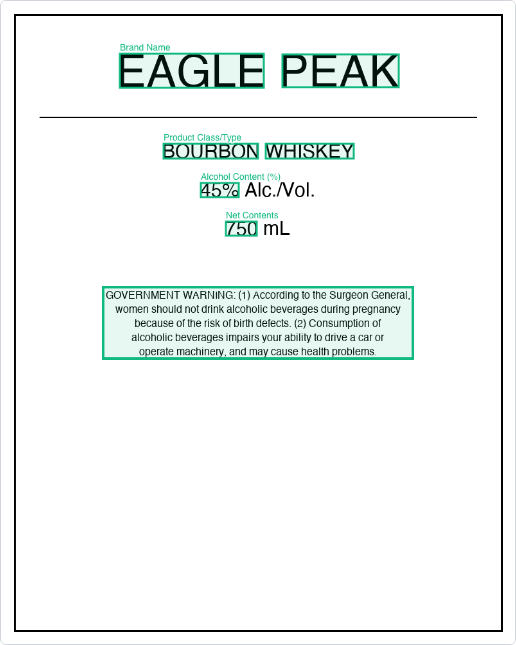 Brand Name
EAGLE PEAK
Product Class/Type
BOURBON WHISKEY
Alcohol Content (%)
45% Alc./Vol.
Net Contents
750 mL
GOVERNMENT WARNING: (1) According to the Surgeon General,
women should not drink alcoholic beverages during pregnancy
because of the risk of birth defects. (2) Consumption of
alcoholic beverages impairs your ability to drive a car or
operate machinery, and may cause health problems.